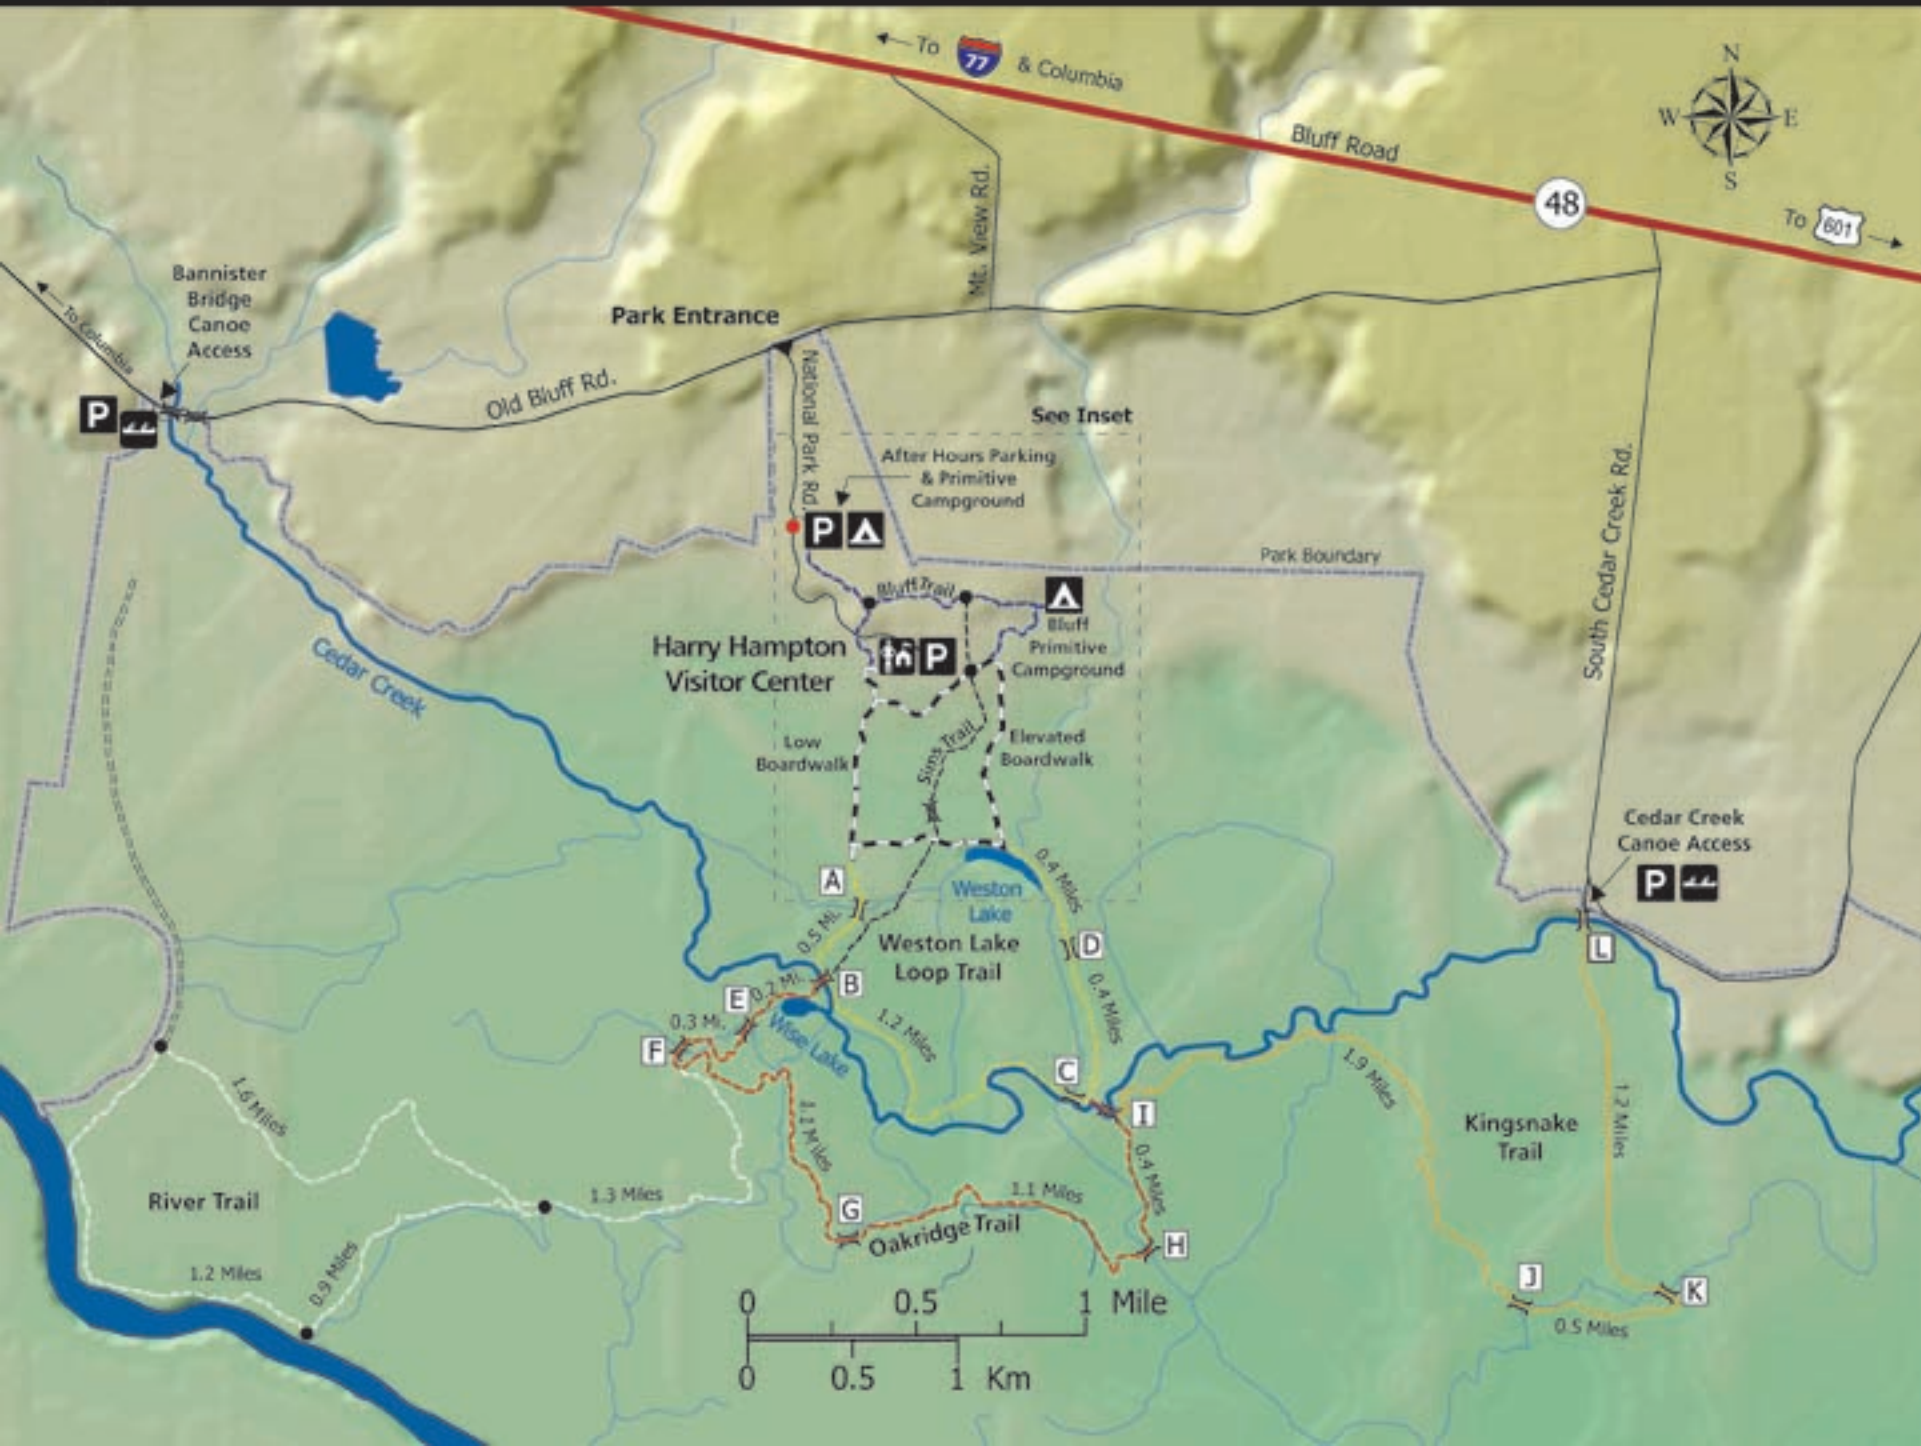 To 77 & Columbia
N
W E
S
Bluff Road
48
To 601
Mt. View Rd.
Bannister
Bridge
Canoe
Access
To Columbia
P
Park Entrance
Old Bluff Rd.
National Park Rd.
See Inset
After Hours Parking
& Primitive
Campground
P
Park Boundary
South Cedar Creek Rd.
Bluff Trail
Bluff
Primitive
Campground
Harry Hampton
Visitor Center
P
Cedar Creek
Low
Boardwalk
Sims Trail
Elevated
Boardwalk
Cedar Creek
Canoe Access
P
L
A
0.5 Mi.
Weston
Lake
0.4 Miles
Weston Lake
Loop Trail
D
0.4 Miles
B
0.2 Mi.
E
0.3 Mi.
F
Wise Lake
1.2 Miles
C
I
1.9 Miles
Kingsnake
Trail
1.2 Miles
1.6 Miles
1.1 Miles
0.4 Miles
River Trail
1.3 Miles
1.1 Miles
G
Oakridge Trail
H
1.2 Miles
0.9 Miles
J
K
0.5 Miles
0 0.5 1 Mile
0 0.5 1 Km